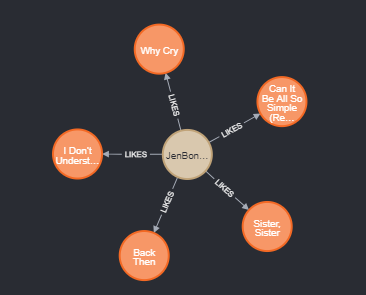 Why Cry
LIKES
Can It
Be All So
Simple
(Re...
LIKES
I Don't
Underst...
LIKES
JenBon...
LIKES
LIKES
Sister,
Sister
Back
Then